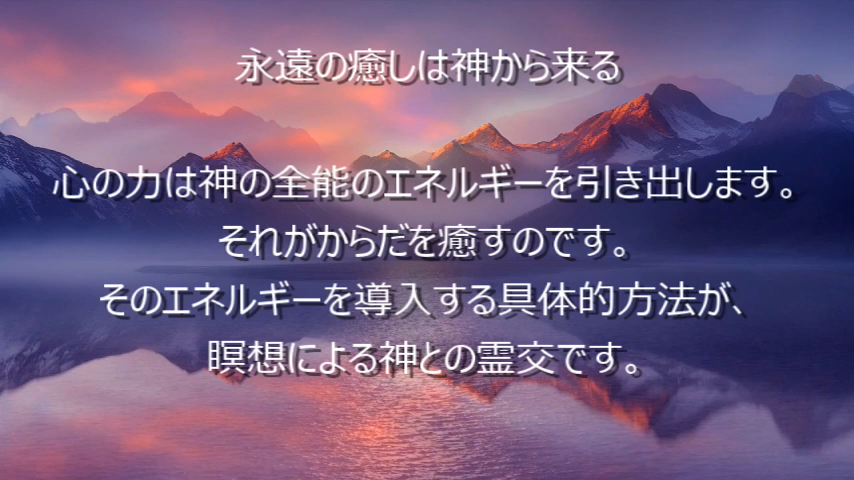 永遠の癒しは神から来る
心の力は神の全能のエネルギーを引き出します。
それがからだを癒すのです。
そのエネルギーを導入する具体的方法が、
瞑想による神との霊交です。